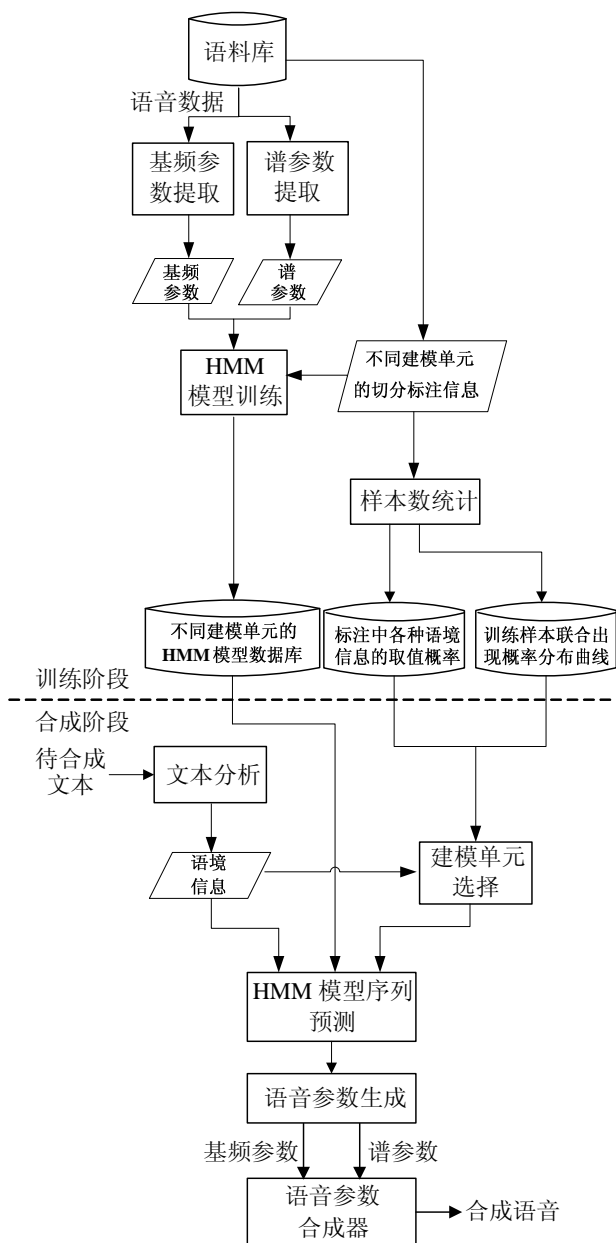 语料库
语音数据
基频参
数提取
谱参数
提取
基频
参数
谱
参数
HMM
模型训练
不同建模单元
的切分标注信息
样本数统计
不同建模单元的
HMM 模型数据库
标注中各种语境
信息的取值概率
训练样本联合出
现概率分布曲线
训练阶段
合成阶段
待合成
文本
文本分析
语境
信息
建模单元
选择
HMM 模型序列
预测
语音参数生成
基频参数
谱参数
语音参数
合成器
合成语音